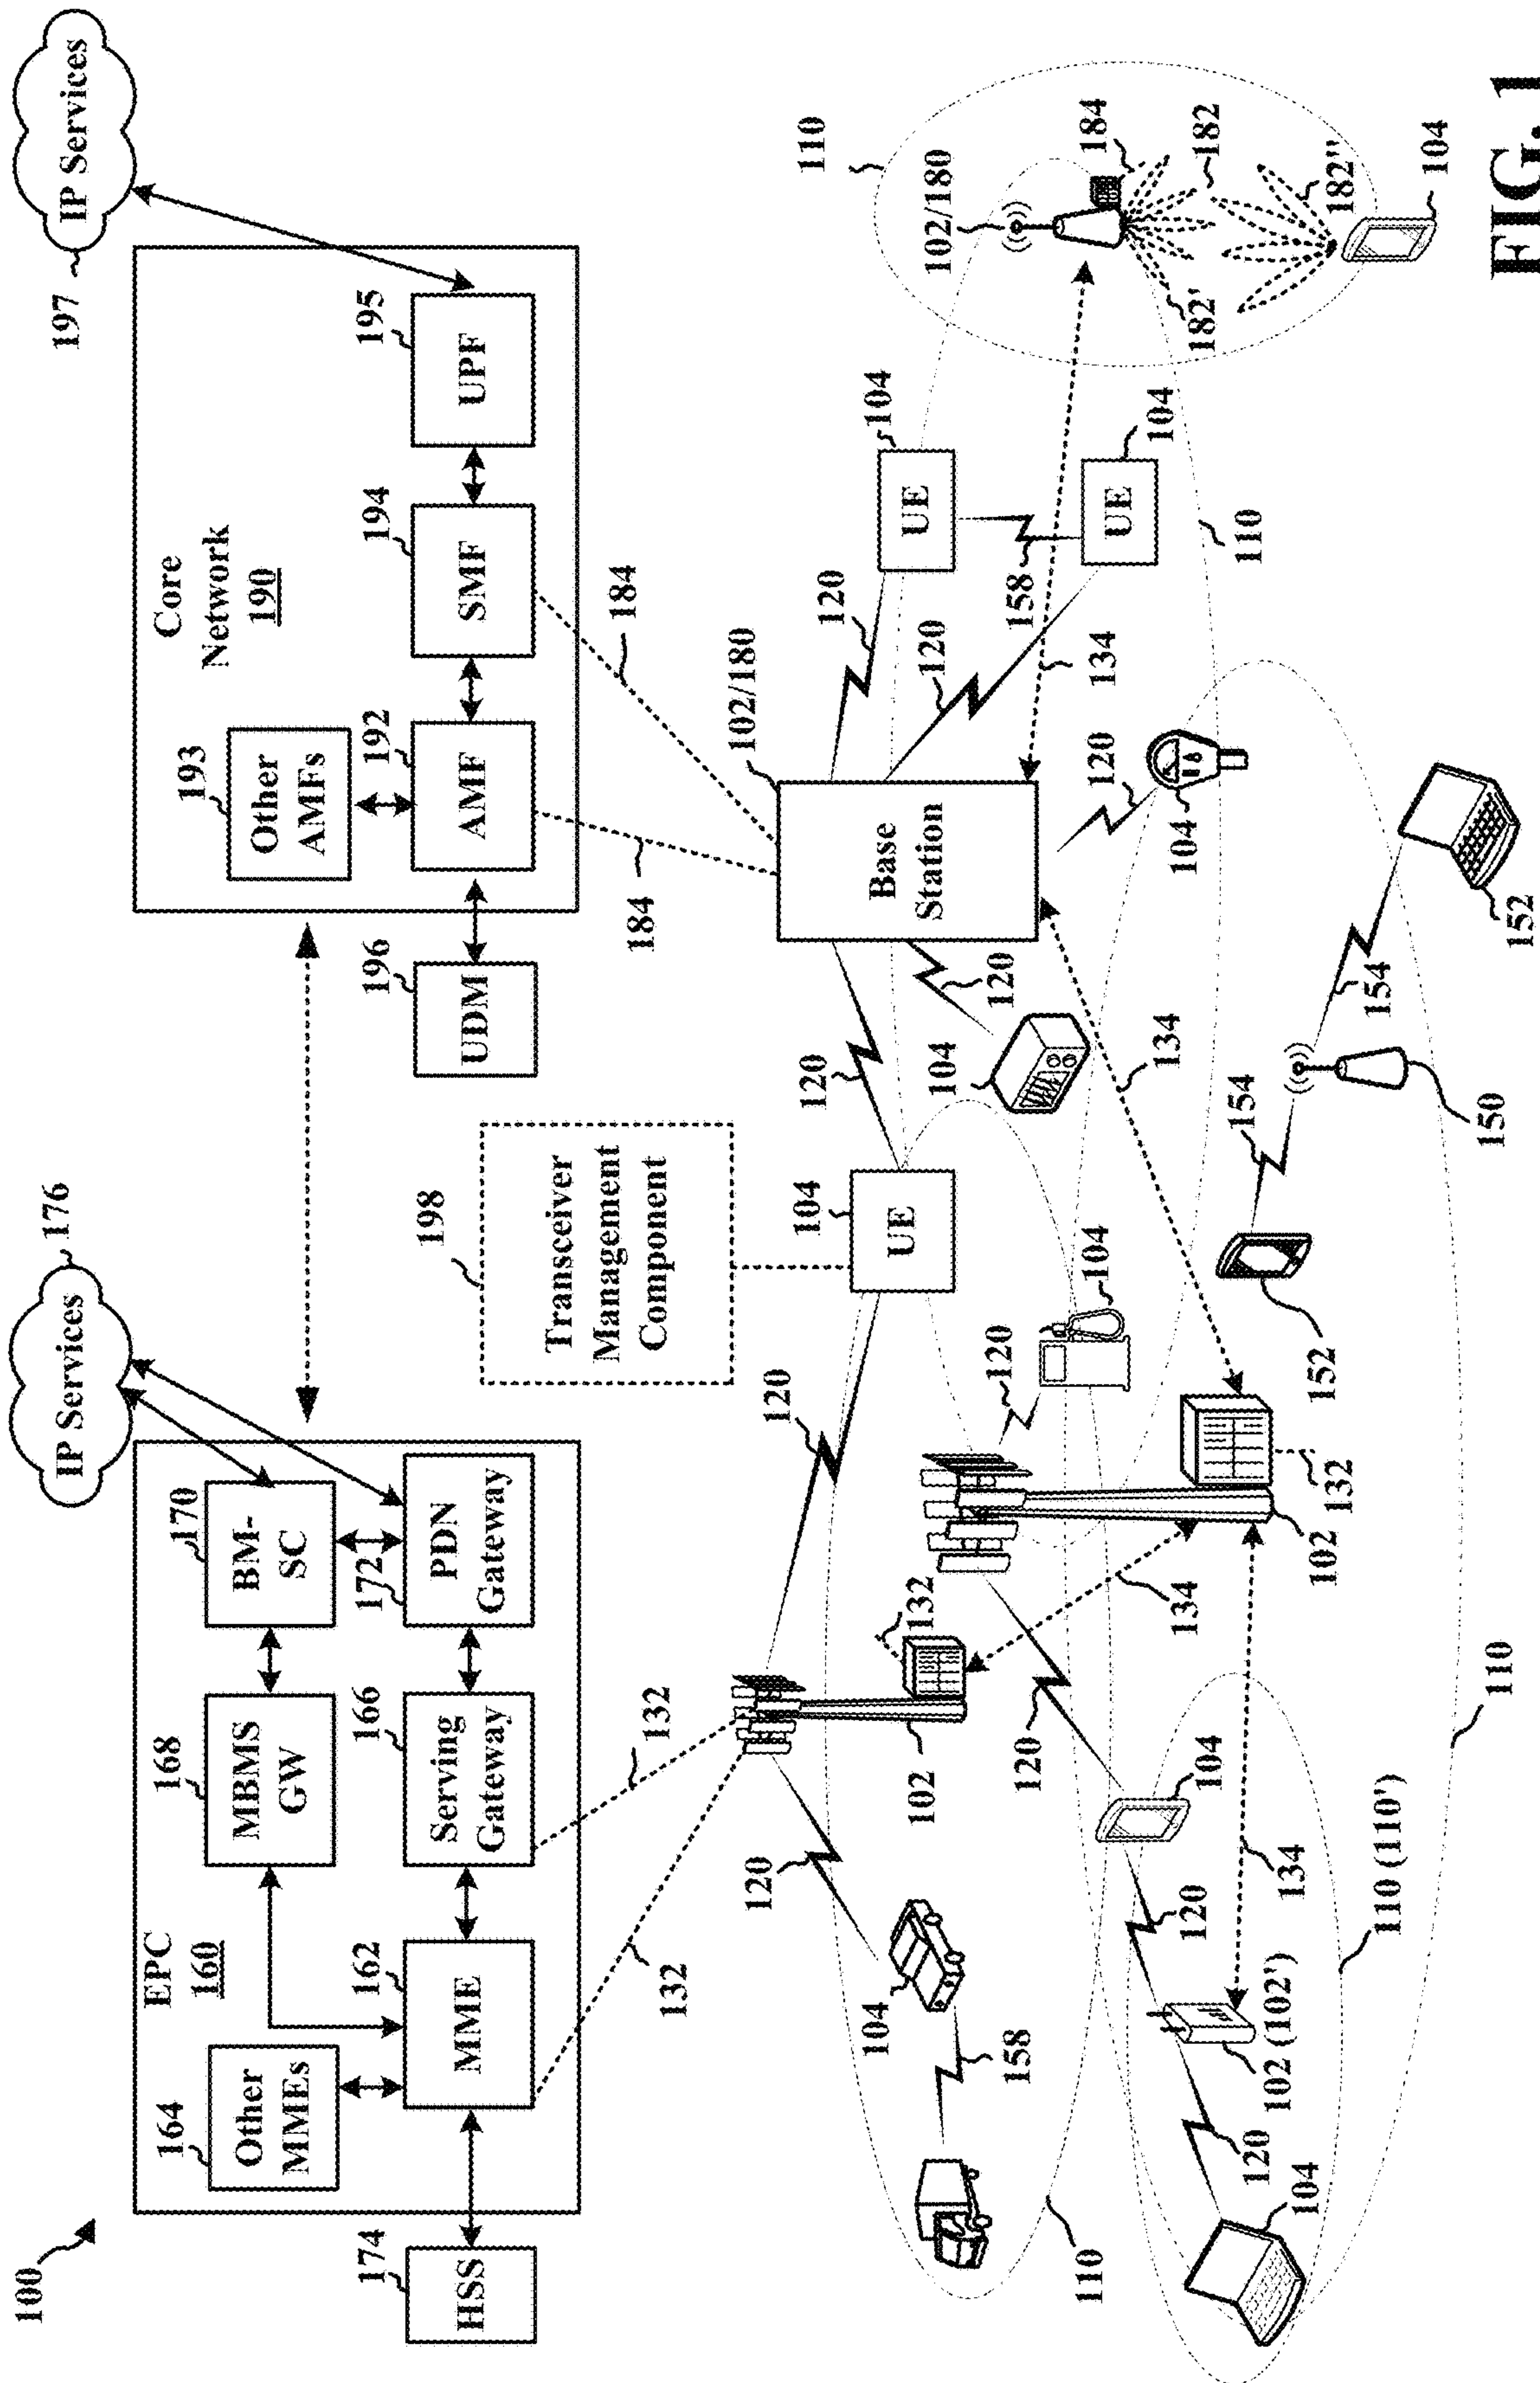 100
EPC
160
164
Other
MMEs
168
MBMS
GW
170
BM-
SC
176
IP Services
174
HSS
162
MME
166
Serving
Gateway
172
PDN
Gateway
Core
Network
190
193
Other
AMFs
197
IP Services
196
UDM
192
AMF
194
SMF
195
UPF
132
132
184
184
198
Transceiver
Management
Component
120
120
104
UE
120
102/180
Base
Station
120
104
UE
120
158
104
UE
110
102/180
184
182'
182
182''
104
104
158
110
102
132
134
120
120
104
104
120
134
120
104
134
110
120
104
120
102 (102')
134
104
110 (110')
120
102
132
110
152
154
150
154
152
FIG. 1